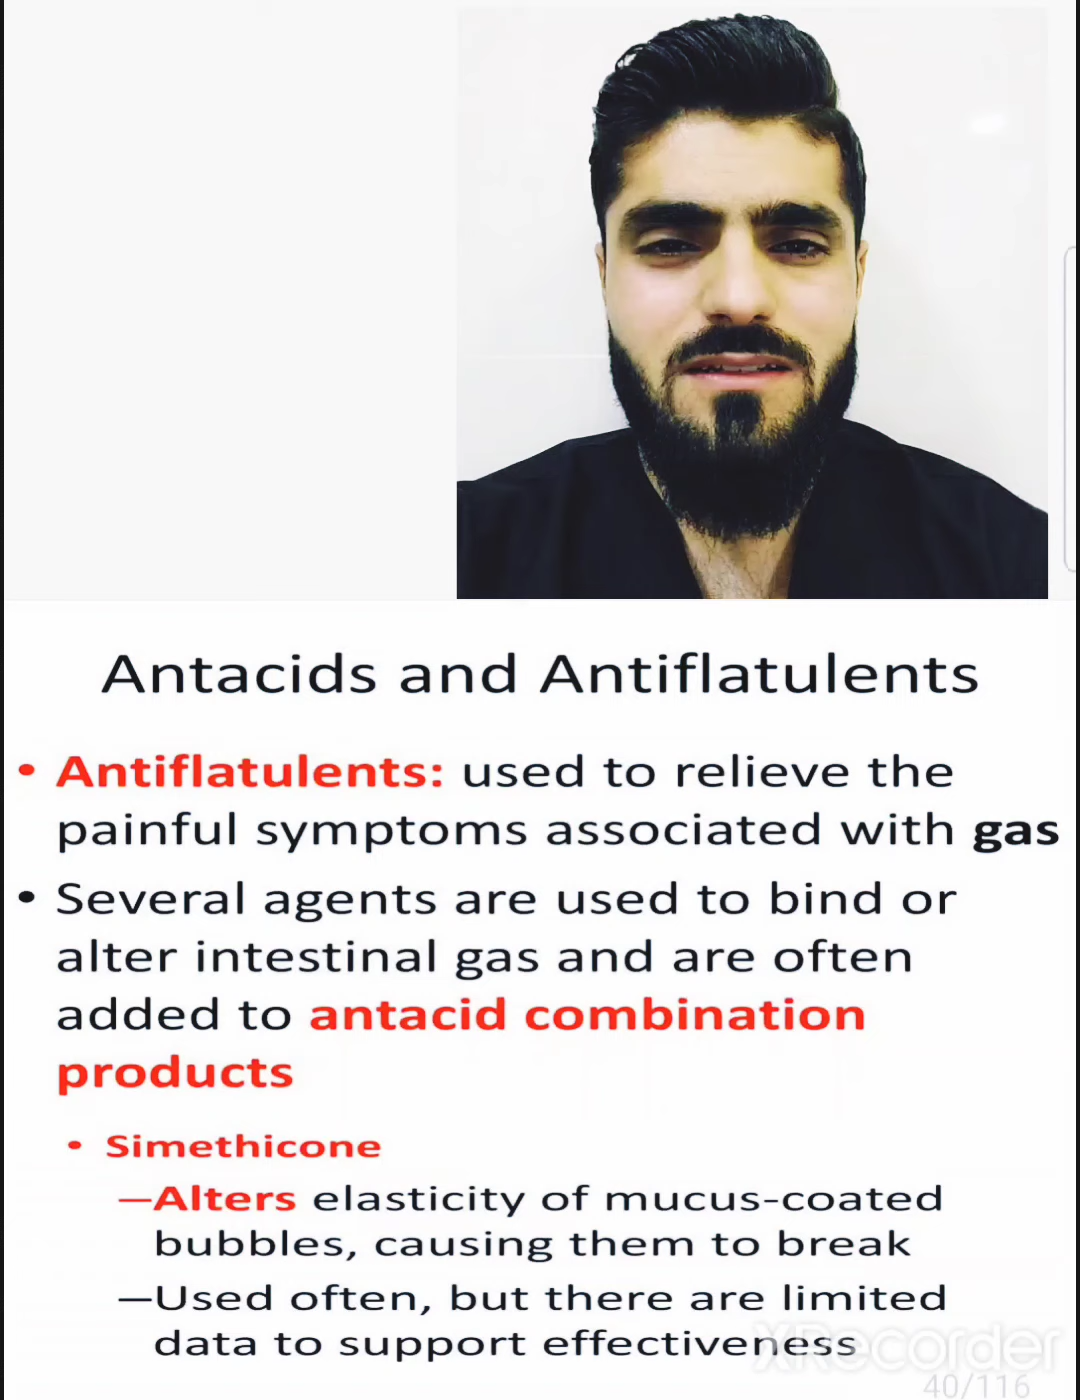 Antacids and Antiflatulents
• Antiflatulents: used to relieve the
painful symptoms associated with gas
• Several agents are used to bind or
alter intestinal gas and are often
added to antacid combination
products
• Simethicone
—Alters elasticity of mucus-coated
bubbles, causing them to break
—Used often, but there are limited
data to support effectiveness
XRecorder
40/116